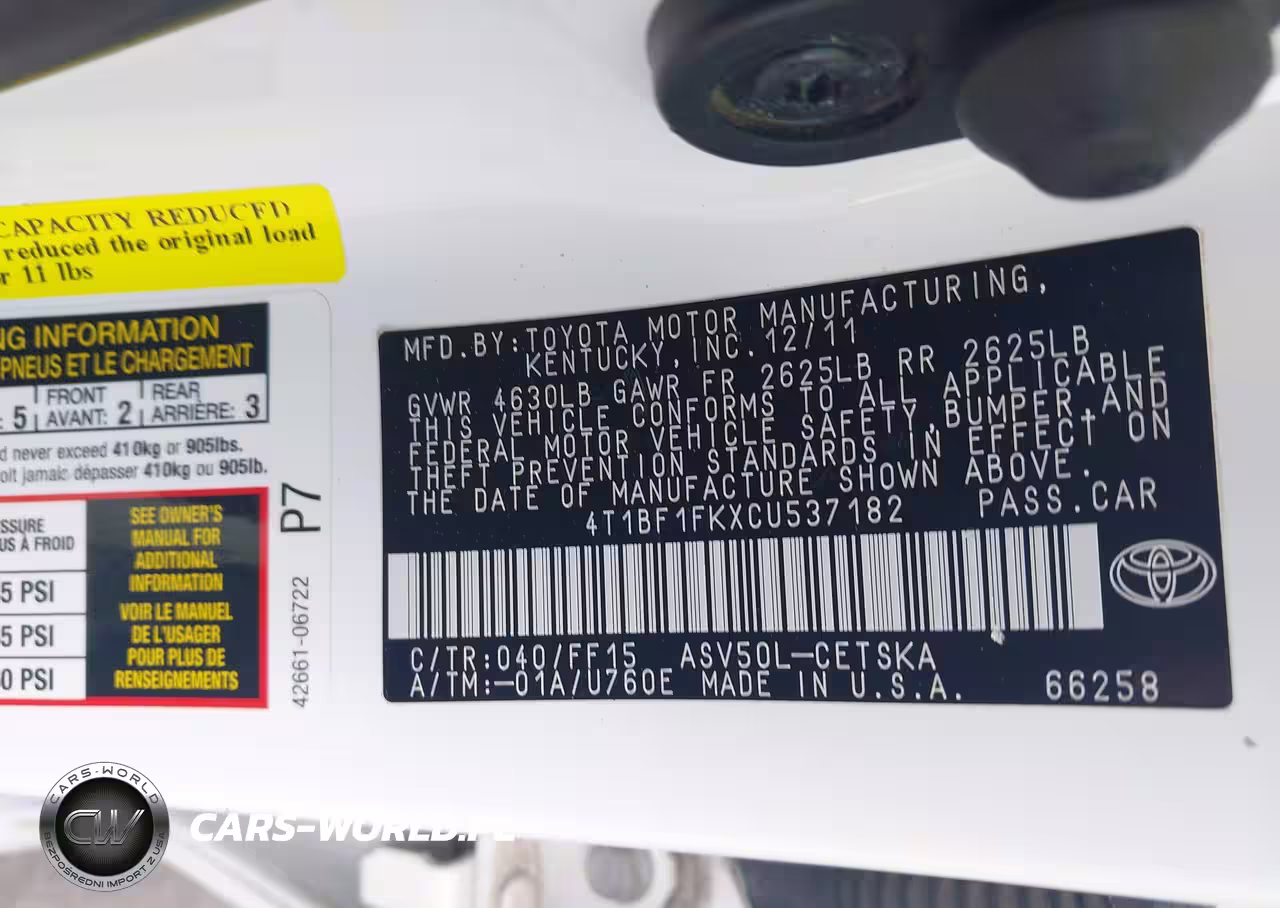 CAPACITY REDUCED
reduced the original load
r 11 lbs
NG INFORMATION
PNEUS ET LE CHARGEMENT
: 5 FRONT AVANT: 2 REAR ARRIÈRE: 3
d never exceed 410kg or 905lbs.
oit jamais dépasser 410kg ou 905lb.
SSURE
US À FROID
5 PSI
5 PSI
0 PSI
SEE OWNER'S
MANUAL FOR
ADDITIONAL
INFORMATION
VOIR LE MANUEL
DE L'USAGER
POUR PLUS DE
RENSEIGNEMENTS
P7
42661-06722
MFD.BY:TOYOTA MOTOR MANUFACTURING,
KENTUCKY, INC. 12/11
GVWR 4630LB GAWR FR 2625LB RR 2625LB
THIS VEHICLE CONFORMS TO ALL APPLICABLE
FEDERAL MOTOR VEHICLE SAFETY,BUMPER,AND
THEFT PREVENTION STANDARDS IN EFFECT ON
THE DATE OF MANUFACTURE SHOWN ABOVE.
4T1BF1FKXCU537182 PASS.CAR
C/TR:040/FF15 ASV50L-CETSKA
A/TM:-01A/U760E MADE IN U.S.A. 66258
CARS-WORLD
CW
BEZPOŚREDNI IMPORT Z USA
CARS-WORLD.PL